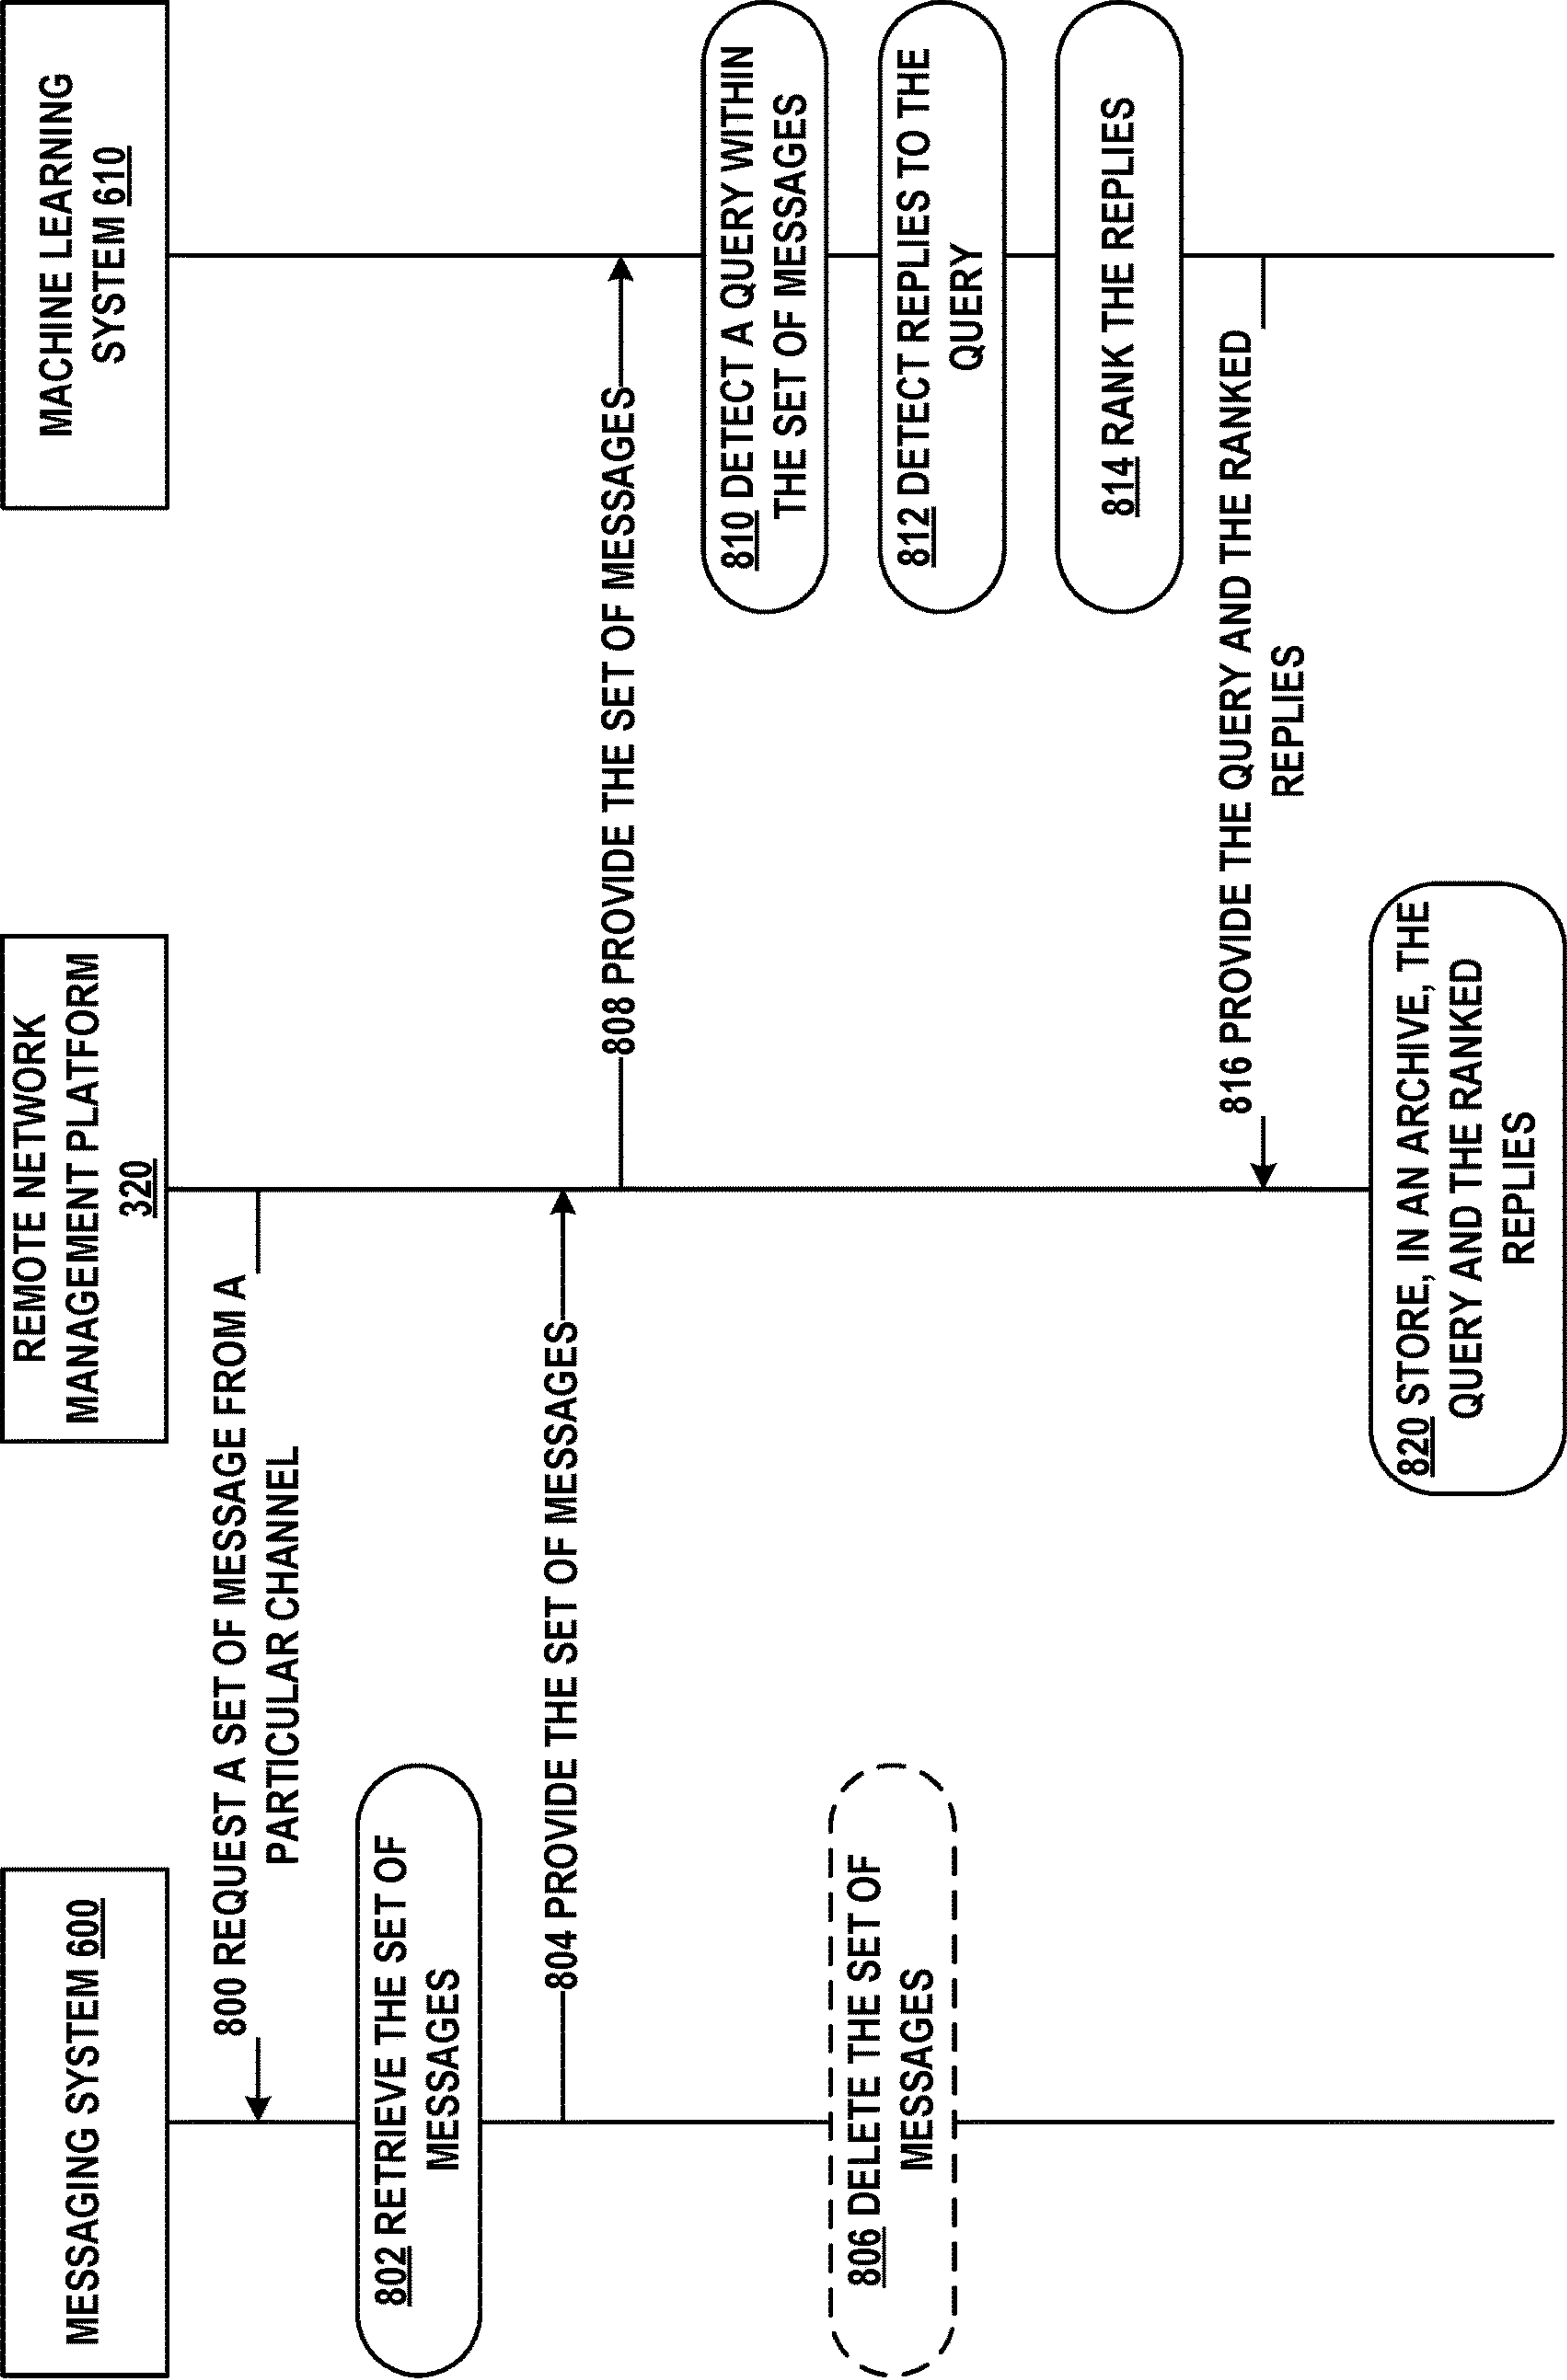 MESSAGING SYSTEM 600
REMOTE NETWORK
MANAGEMENT PLATFORM
320
MACHINE LEARNING
SYSTEM 610
800 REQUEST A SET OF MESSAGE FROM A
PARTICULAR CHANNEL
802 RETRIEVE THE SET OF
MESSAGES
804 PROVIDE THE SET OF MESSAGES
808 PROVIDE THE SET OF MESSAGES
810 DETECT A QUERY WITHIN
THE SET OF MESSAGES
806 DELETE THE SET OF
MESSAGES
812 DETECT REPLIES TO THE
QUERY
814 RANK THE REPLIES
816 PROVIDE THE QUERY AND THE RANKED
REPLIES
820 STORE, IN AN ARCHIVE, THE
QUERY AND THE RANKED
REPLIES